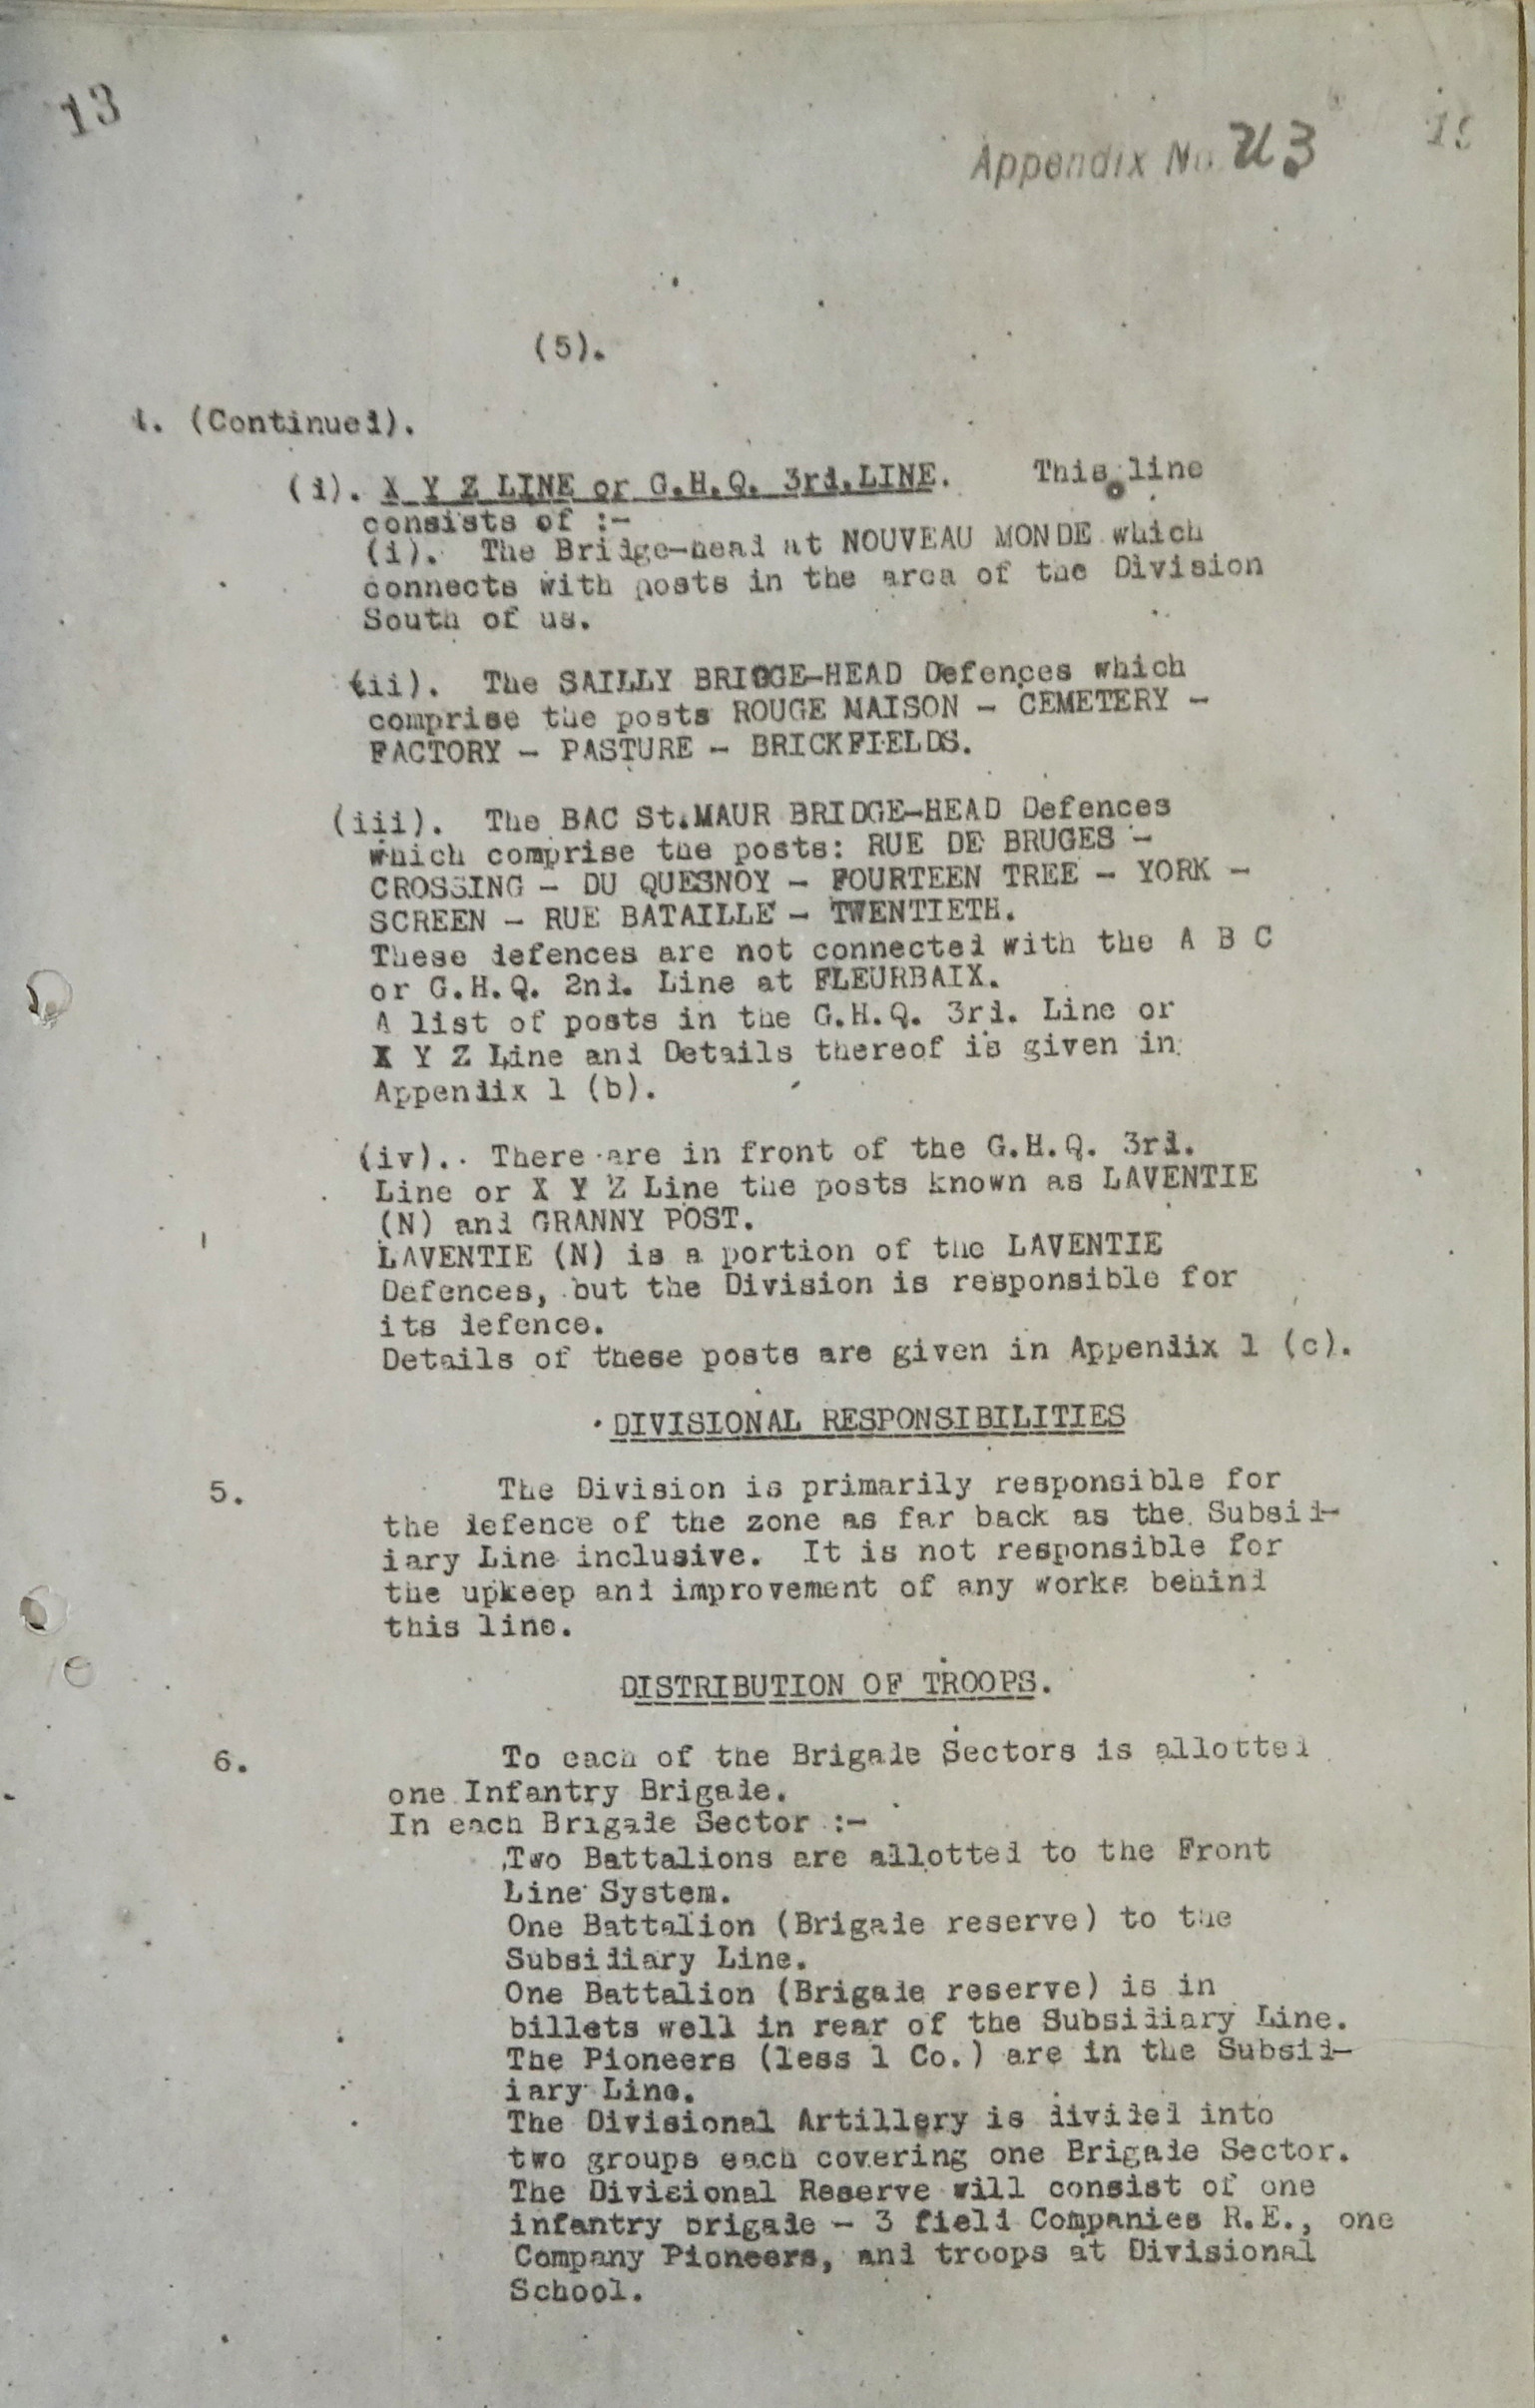 13
Appendix No. U3
(5).
4. (Continued).
(d). X Y Z LINE or G.H.Q. 3rd.LINE. This line
consists of :-
(i). The Bridge-head at NOUVEAU MONDE which
connects with posts in the area of the Division
South of us.
(ii). The SAILLY BRIDGE-HEAD Defences which
comprise the posts ROUGE MAISON - CEMETERY -
FACTORY - PASTURE - BRICKFIELDS.
(iii). The BAC St.MAUR BRIDGE-HEAD Defences
which comprise the posts: RUE DE BRUGES -
CROSSING - DU QUESNOY - FOURTEEN TREE - YORK -
SCREEN - RUE BATAILLE - TWENTIETH.
These defences are not connected with the A B C
or G.H.Q. 2nd. Line at FLEURBAIX.
A list of posts in the G.H.Q. 3rd. Line or
X Y Z Line and Details thereof is given in
Appendix 1 (b).
(iv). There are in front of the G.H.Q. 3rd.
Line or X Y Z Line the posts known as LAVENTIE
(N) and GRANNY POST.
LAVENTIE (N) is a portion of the LAVENTIE
Defences, but the Division is responsible for
its defence.
Details of these posts are given in Appendix 1 (c).
DIVISIONAL RESPONSIBILITIES
5. The Division is primarily responsible for
the defence of the zone as far back as the Subsid-
iary Line inclusive. It is not responsible for
the upkeep and improvement of any works behind
this line.
DISTRIBUTION OF TROOPS.
6. To each of the Brigade Sectors is allotted
one Infantry Brigade.
In each Brigade Sector :-
Two Battalions are allotted to the Front
Line System.
One Battalion (Brigade reserve) to the
Subsidiary Line.
One Battalion (Brigade reserve) is in
billets well in rear of the Subsidiary Line.
The Pioneers (less 1 Co.) are in the Subsid-
iary Line.
The Divisional Artillery is divided into
two groups each covering one Brigade Sector.
The Divisional Reserve will consist of one
infantry brigade - 3 field Companies R.E., one
Company Pioneers, and troops at Divisional
School.